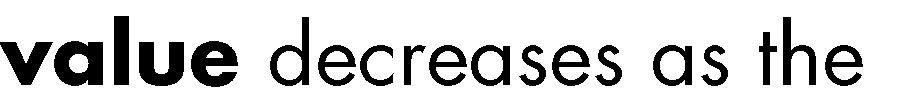 value decreases as the